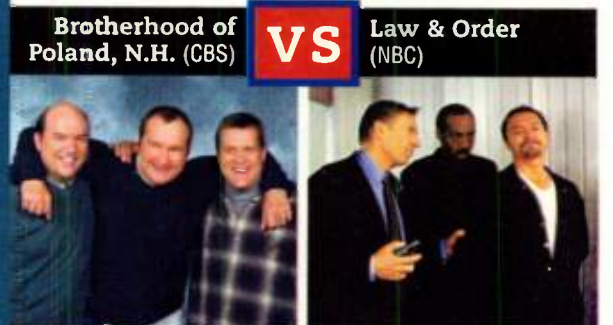 Brotherhood of
Poland, N.H. (CBS)
VS
Law & Order
(NBC)